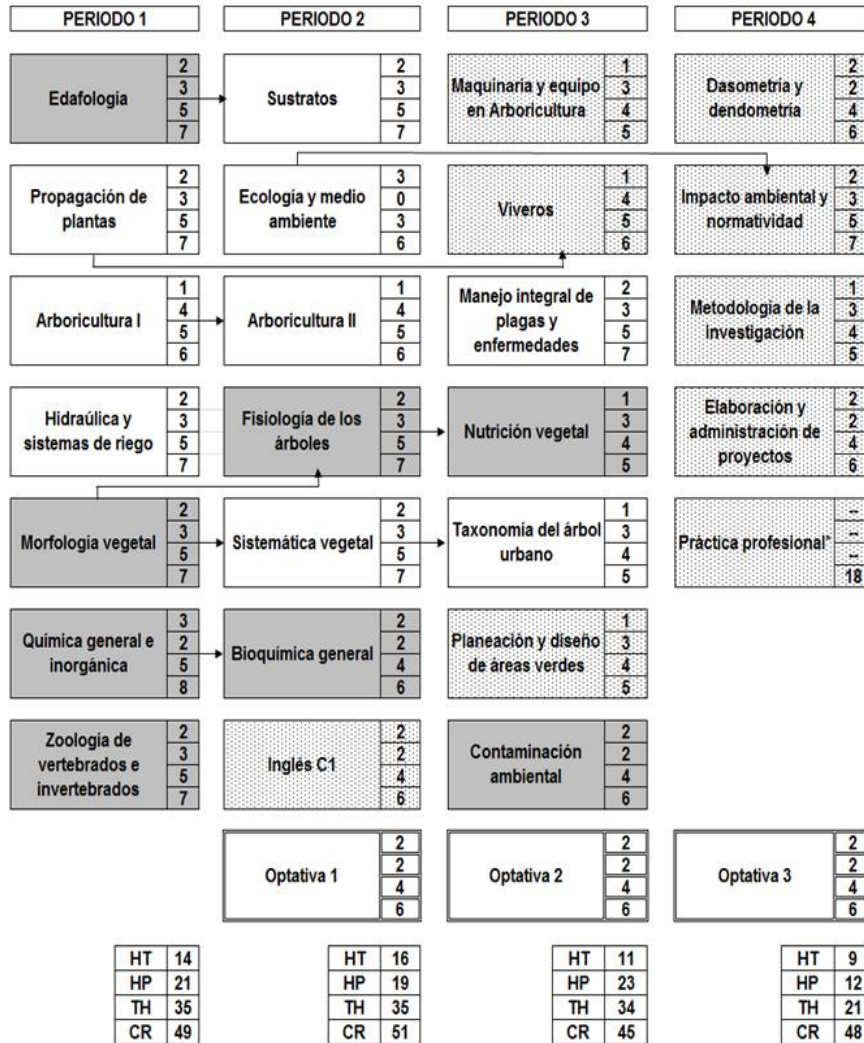 PERIODO 1 PERIODO 2 PERIODO 3 PERIODO 4
Edafología 2 3 5 7
Sustratos 2 3 5 7
Maquinaria y equipo
en Arboricultura 1 3 4 5
Dasometría y
dendometría 2 2 4 6
Propagación de
plantas 2 3 5 7
Ecología y medio
ambiente 3 0 3 6
Viveros 1 4 5 6
Impacto ambiental y
normatividad 2 3 5 7
Arboricultura I 1 4 5 6
Arboricultura II 1 4 5 6
Manejo integral de
plagas y
enfermedades 2 3 5 7
Metodología de la
investigación 1 3 4 5
Hidraúlica y
sistemas de riego 2 3 5 7
Fisiología de los
árboles 2 3 5 7
Nutrición vegetal 1 3 4 5
Elaboración y
administración de
proyectos 2 2 4 6
Morfología vegetal 2 3 5 7
Sistemática vegetal 2 3 5 7
Taxonomía del árbol
urbano 1 3 4 5
Práctica profesional* -- -- -- 18
Química general e
inorgánica 3 2 5 8
Bioquímica general 2 2 4 6
Planeación y diseño
de áreas verdes 1 3 4 5
Zoología de
vertebrados e
invertebrados 2 3 5 7
Inglés C1 2 2 4 6
Contaminación
ambiental 2 2 4 6
Optativa 1 2 2 4 6
Optativa 2 2 2 4 6
Optativa 3 2 2 4 6
HT 14 HT 16 HT 11 HT 9
HP 21 HP 19 HP 23 HP 12
TH 35 TH 35 TH 34 TH 21
CR 49 CR 51 CR 45 CR 48